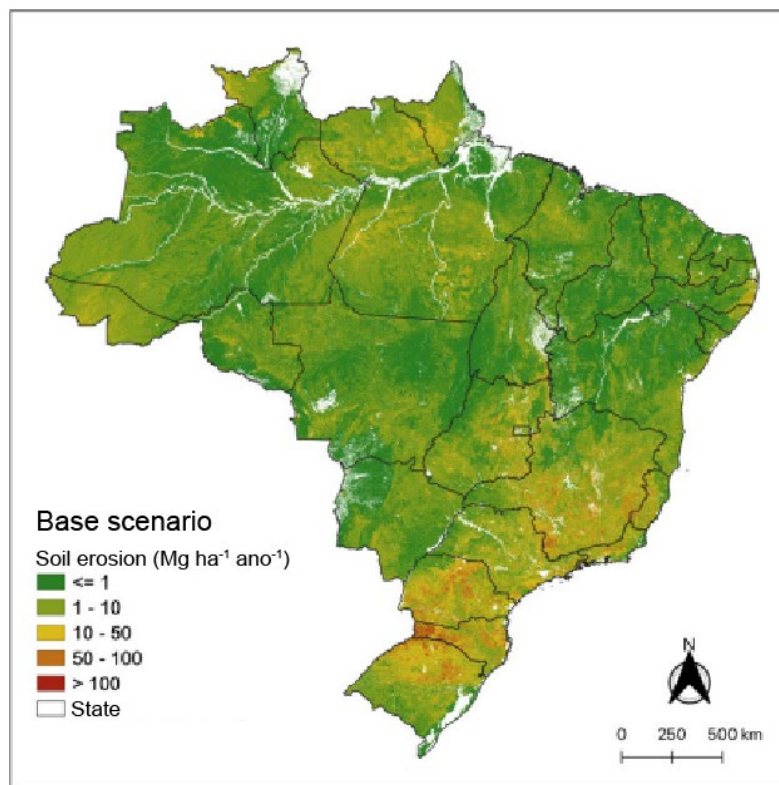 Base scenario
Soil erosion (Mg ha⁻¹ ano⁻¹)
<= 1
1 - 10
10 - 50
50 - 100
> 100
State
N
0 250 500 km